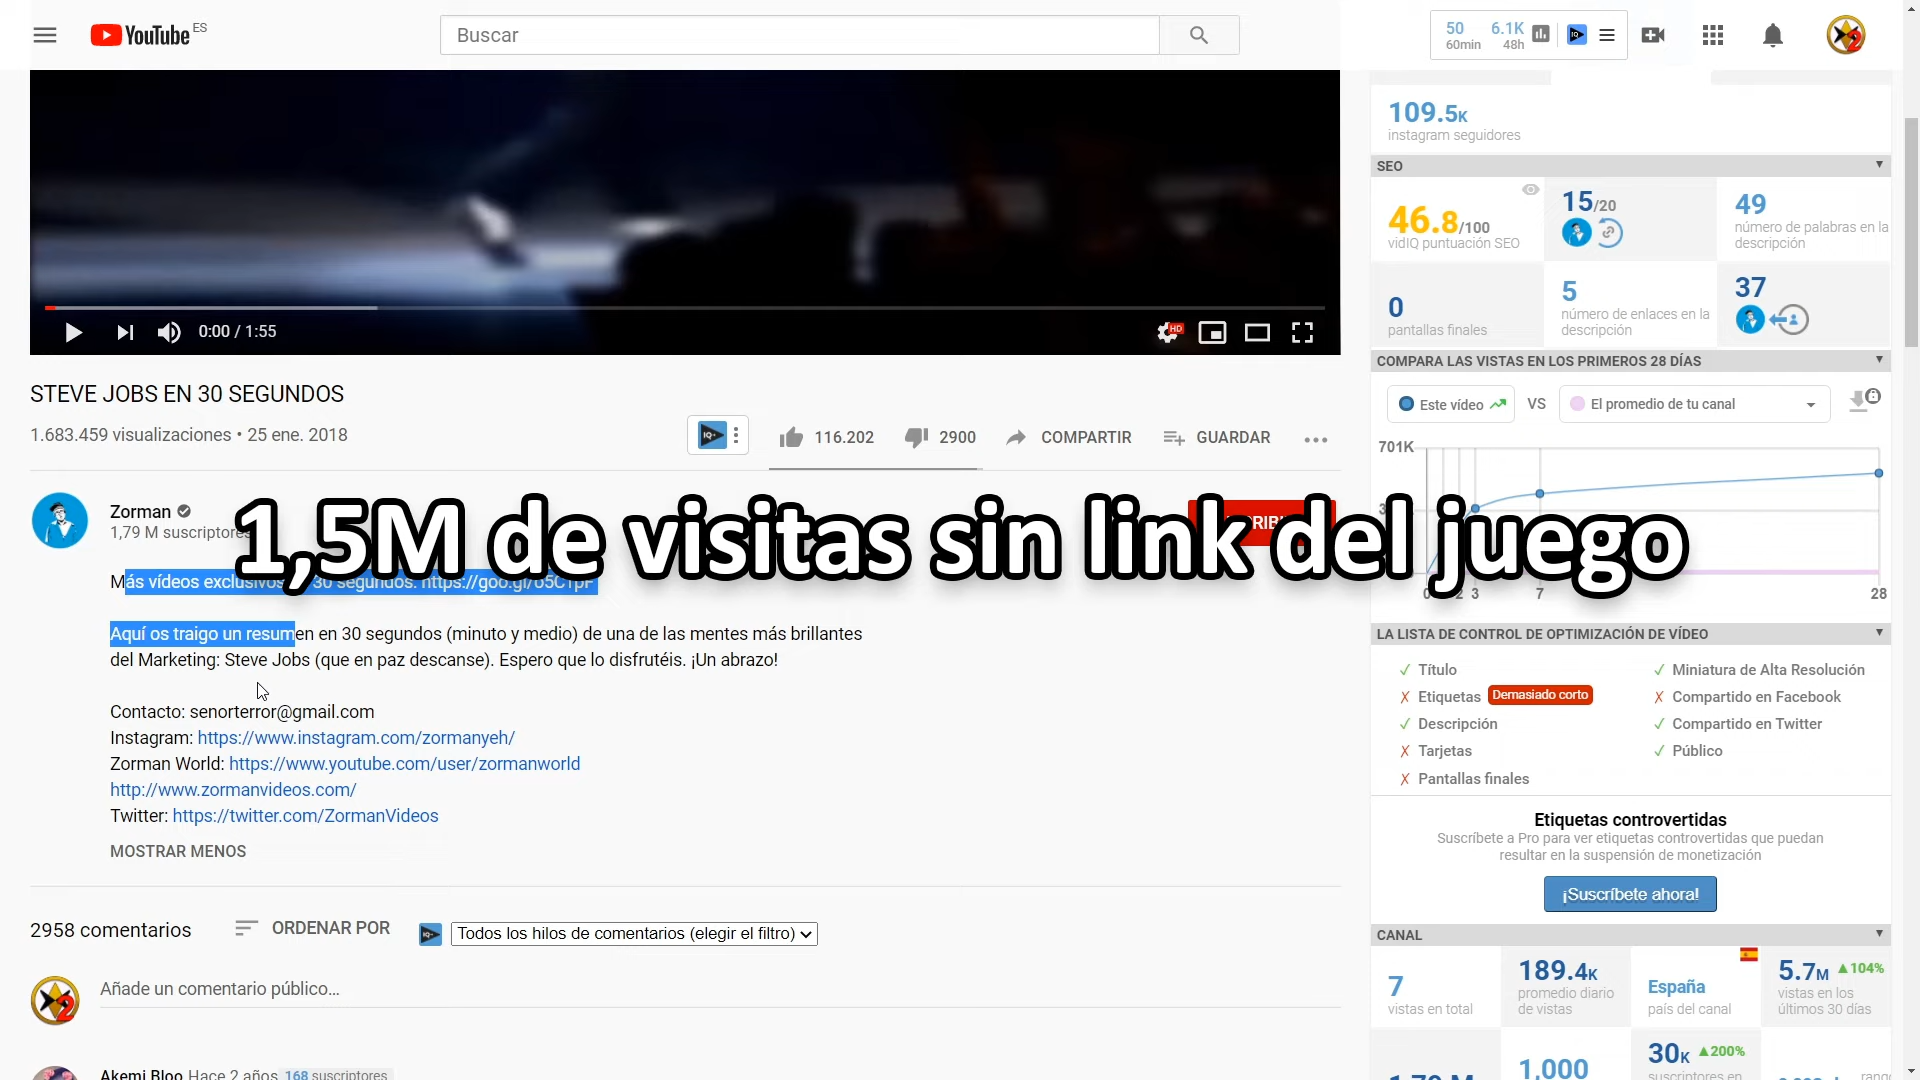 YouTube ES
Buscar
50
60min
6.1K
48h
0:00 / 1:55
HD
STEVE JOBS EN 30 SEGUNDOS
1.683.459 visualizaciones • 25 ene. 2018
116.202
2900
COMPARTIR
GUARDAR
Zorman
1,79 M suscriptores
1,5M de visitas sin link del juego
Más vídeos exclusivos 30 segundos: https://goo.gl/
Aquí os traigo un resumen en 30 segundos (minuto y medio) de una de las mentes más brillantes
del Marketing: Steve Jobs (que en paz descanse). Espero que lo disfrutéis. ¡Un abrazo!
Contacto: senorterror@gmail.com
Instagram: https://www.instagram.com/zormanyeh/
Zorman World: https://www.youtube.com/user/zormanworld
http://www.zormanvideos.com/
Twitter: https://twitter.com/ZormanVideos
MOSTRAR MENOS
2958 comentarios
ORDENAR POR
Todos los hilos de comentarios (elegir el filtro)
Añade un comentario público...
Akemi Bloo Hace 2 años 168 suscriptores
109.5K
instagram seguidores
SEO
46.8/100
vidIQ puntuación SEO
15/20
49
número de palabras en la
descripción
0
pantallas finales
5
número de enlaces en la
descripción
37
COMPARA LAS VISTAS EN LOS PRIMEROS 28 DÍAS
Este vídeo
VS
El promedio de tu canal
701K
0 2 3 7 28
LA LISTA DE CONTROL DE OPTIMIZACIÓN DE VÍDEO
Título
Etiquetas Demasiado corto
Descripción
Tarjetas
Pantallas finales
Miniatura de Alta Resolución
Compartido en Facebook
Compartido en Twitter
Público
Etiquetas controvertidas
Suscríbete a Pro para ver etiquetas controvertidas que puedan
resultar en la suspensión de monetización
¡Suscríbete ahora!
CANAL
7
vistas en total
189.4K
promedio diario
de vistas
España
país del canal
5.7M 104%
vistas en los
últimos 30 días
1,000
30K 200%
suscriptores en